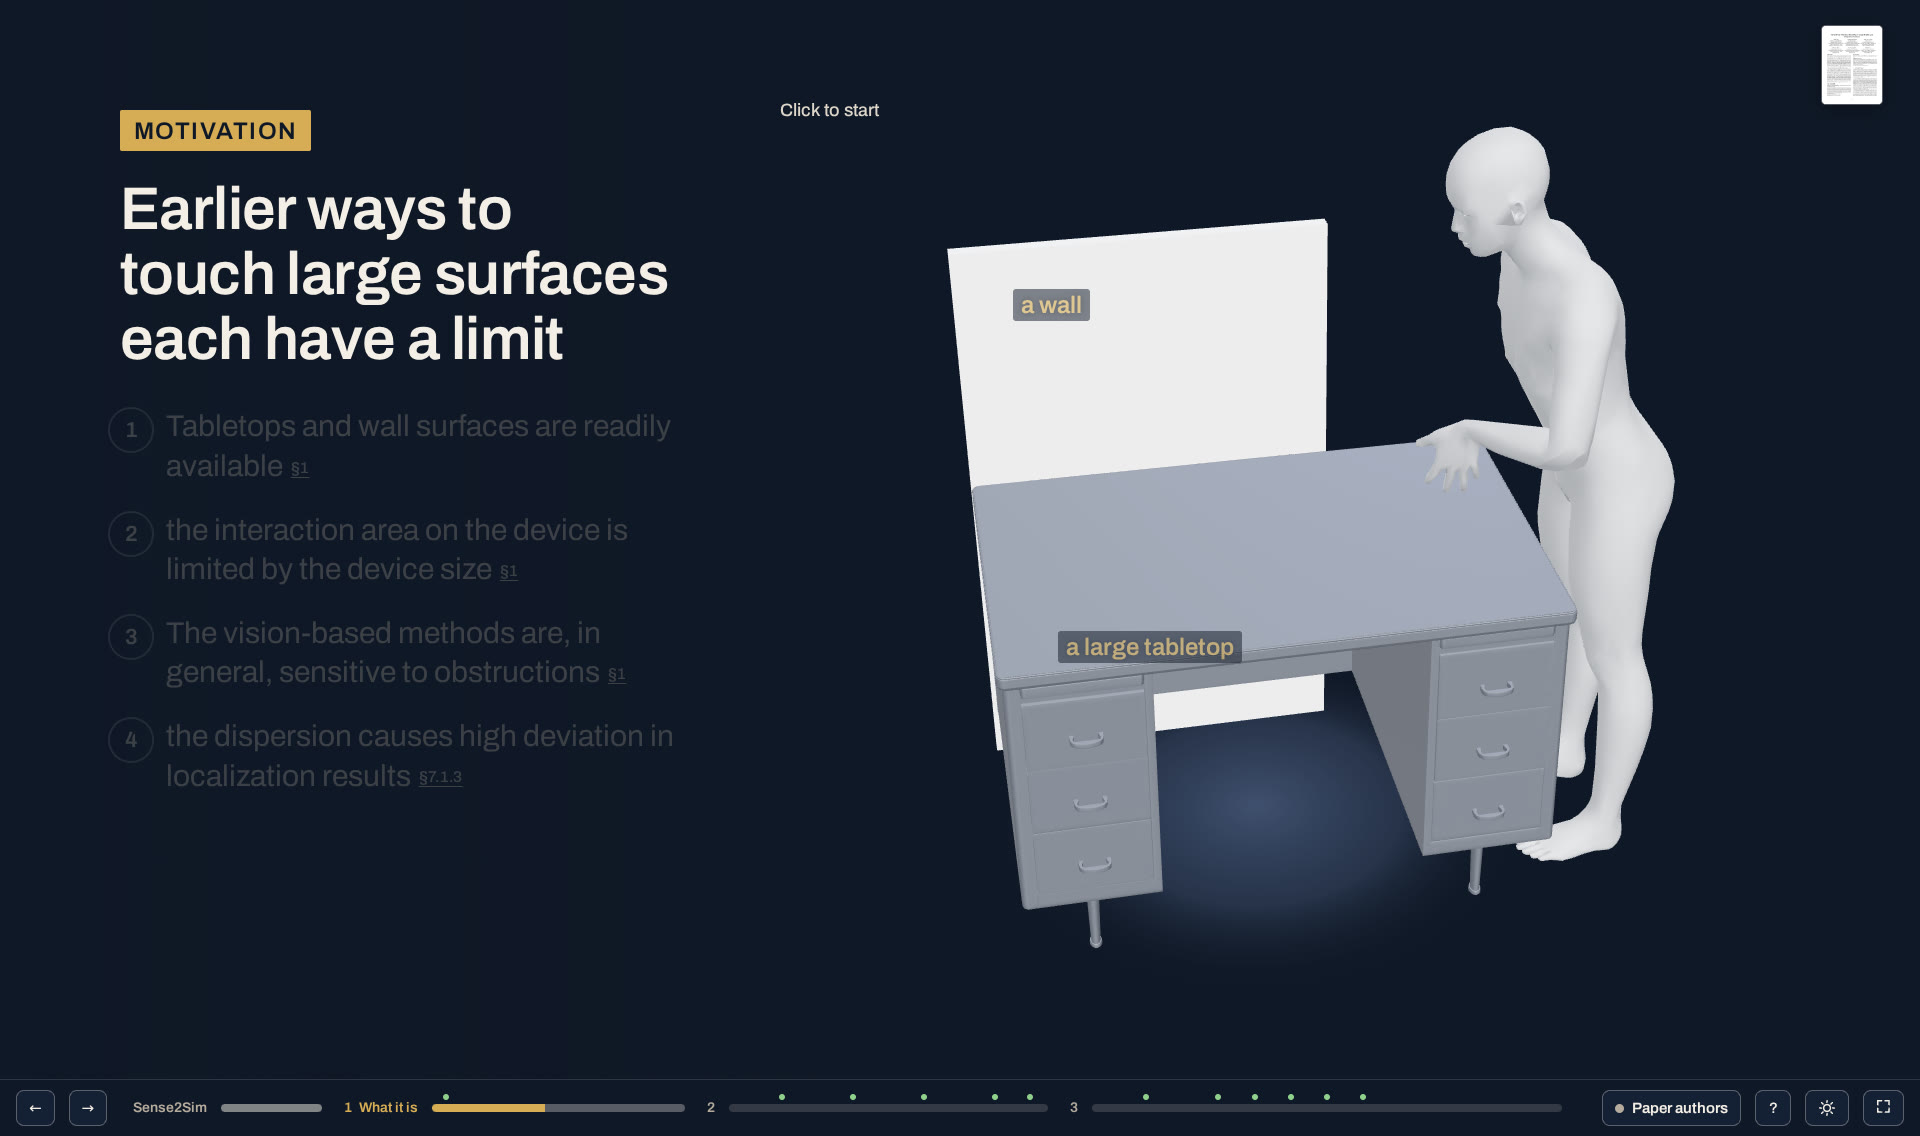 MOTIVATION
Click to start
Earlier ways to
touch large surfaces
each have a limit
1 Tabletops and wall surfaces are readily
available §1
2 the interaction area on the device is
limited by the device size §1
3 The vision-based methods are, in
general, sensitive to obstructions §1
4 the dispersion causes high deviation in
localization results §7.1.3
a wall
a large tabletop
← → Sense2Sim 1 What it is 2 3 Paper authors ?